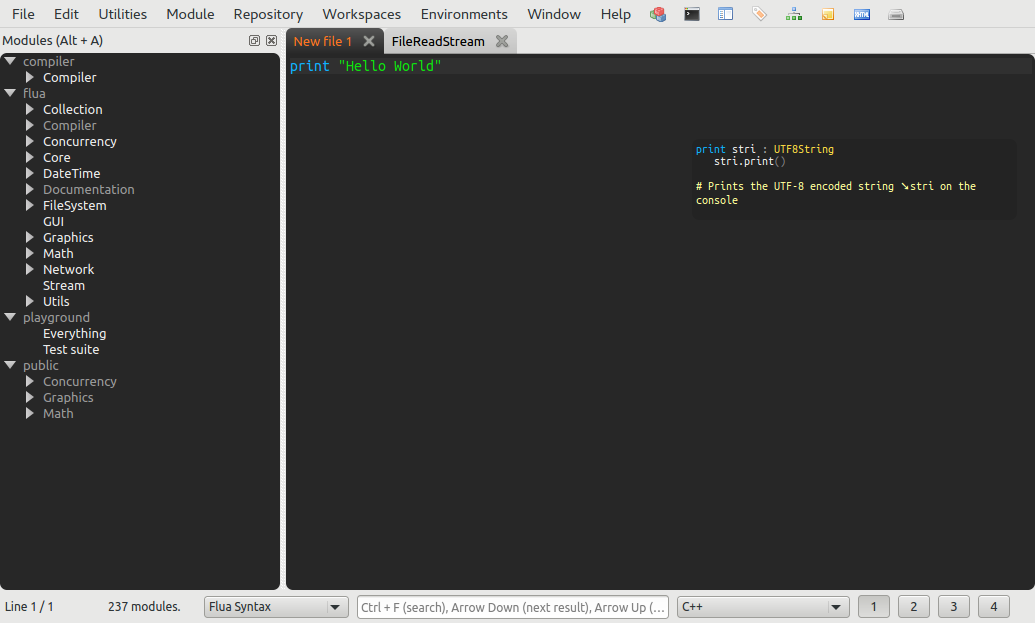 File Edit Utilities Module Repository Workspaces Environments Window Help
Modules (Alt + A)
New file 1
FileReadStream
compiler
Compiler
flua
Collection
Compiler
Concurrency
Core
DateTime
Documentation
FileSystem
GUI
Graphics
Math
Network
Stream
Utils
playground
Everything
Test suite
public
Concurrency
Graphics
Math
print "Hello World"
print stri : UTF8String
stri.print()
# Prints the UTF-8 encoded string ↘stri on the
console
Line 1 / 1
237 modules.
Flua Syntax
Ctrl + F (search), Arrow Down (next result), Arrow Up (...
C++
1 2 3 4